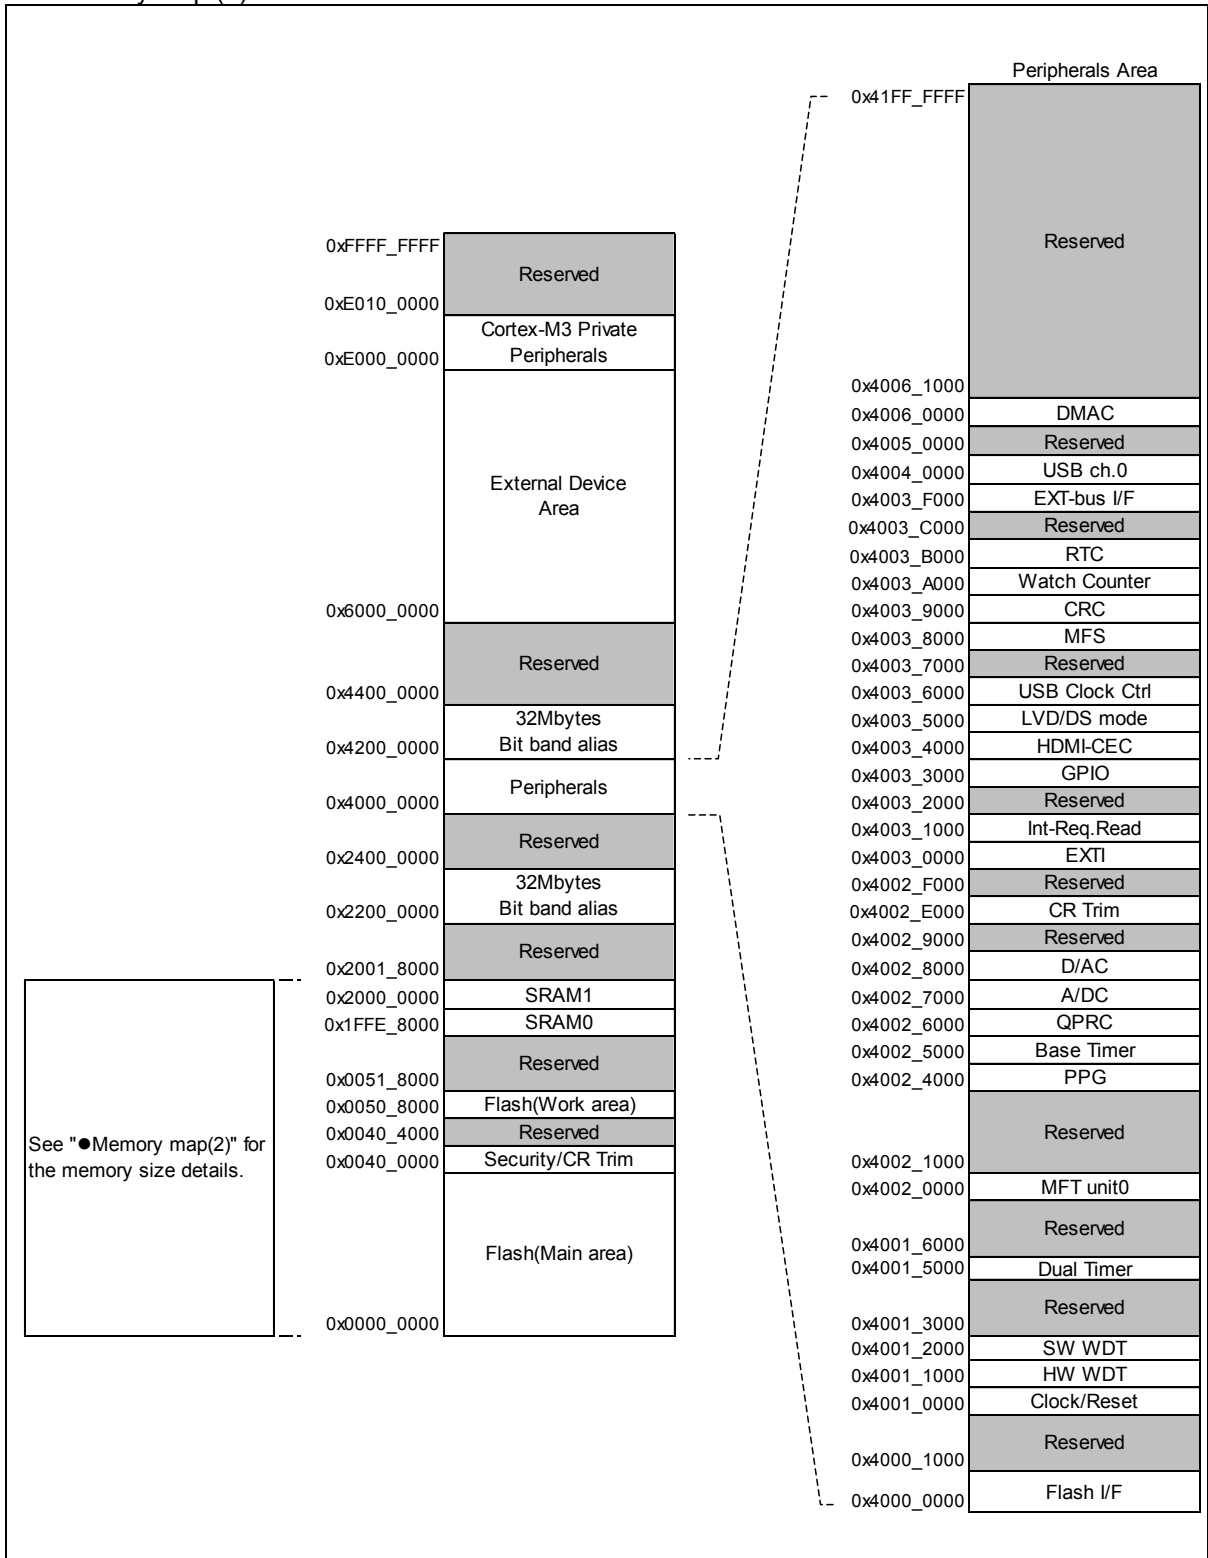 Peripherals Area
0x41FF_FFFF
Reserved
0x4006_1000
0x4006_0000 DMAC
0x4005_0000 Reserved
0x4004_0000 USB ch.0
0x4003_F000 EXT-bus I/F
0x4003_C000 Reserved
0x4003_B000 RTC
0x4003_A000 Watch Counter
0x4003_9000 CRC
0x4003_8000 MFS
0x4003_7000 Reserved
0x4003_6000 USB Clock Ctrl
0x4003_5000 LVD/DS mode
0x4003_4000 HDMI-CEC
0x4003_3000 GPIO
0x4003_2000 Reserved
0x4003_1000 Int-Req.Read
0x4003_0000 EXTI
0x4002_F000 Reserved
0x4002_E000 CR Trim
0x4002_9000 Reserved
0x4002_8000 D/AC
0x4002_7000 A/DC
0x4002_6000 QPRC
0x4002_5000 Base Timer
0x4002_4000 PPG
Reserved
0x4002_1000
0x4002_0000 MFT unit0
Reserved
0x4001_6000
0x4001_5000 Dual Timer
Reserved
0x4001_3000
0x4001_2000 SW WDT
0x4001_1000 HW WDT
0x4001_0000 Clock/Reset
Reserved
0x4000_1000
Flash I/F
0x4000_0000
0xFFFF_FFFF
Reserved
0xE010_0000
Cortex-M3 Private
Peripherals
0xE000_0000
External Device
Area
0x6000_0000
Reserved
0x4400_0000
32Mbytes
Bit band alias
0x4200_0000
Peripherals
0x4000_0000
Reserved
0x2400_0000
32Mbytes
Bit band alias
0x2200_0000
Reserved
0x2001_8000
0x2000_0000 SRAM1
0x1FFE_8000 SRAM0
Reserved
0x0051_8000
0x0050_8000 Flash(Work area)
0x0040_4000 Reserved
0x0040_0000 Security/CR Trim
Flash(Main area)
0x0000_0000
See "●Memory map(2)" for
the memory size details.